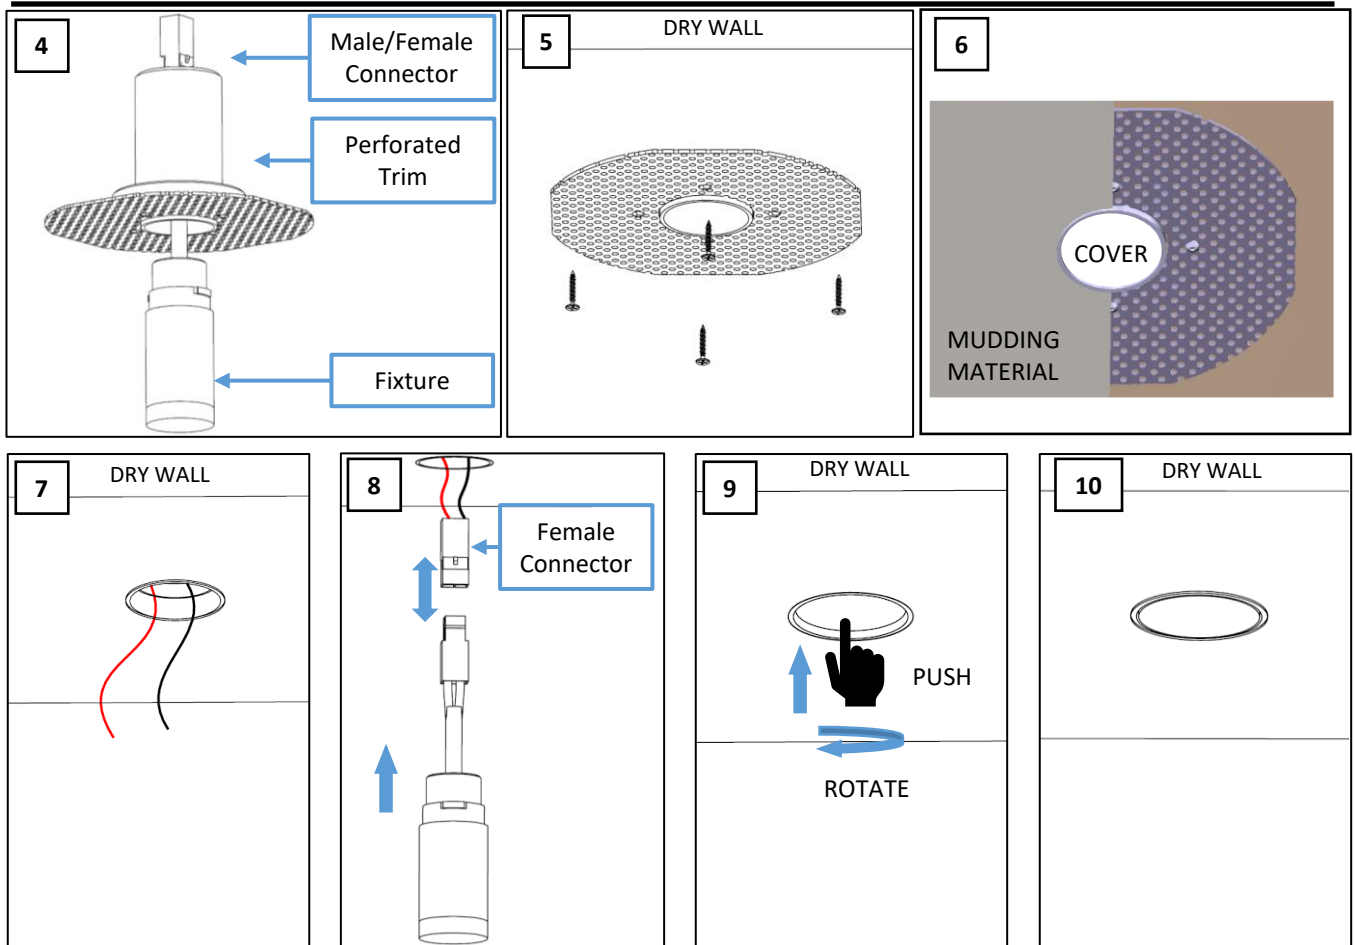 4
Male/Female
Connector
Perforated
Trim
Fixture
5
DRY WALL
6
COVER
MUDDING
MATERIAL
7
DRY WALL
8
Female
Connector
9
DRY WALL
PUSH
ROTATE
10
DRY WALL